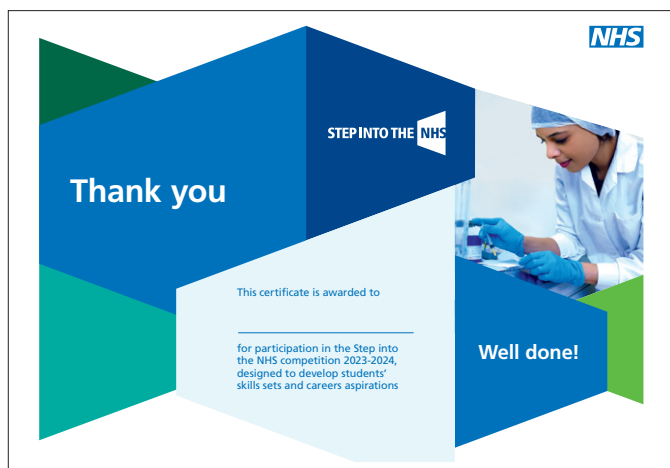 NHS
STEP INTO THE NHS
Thank you
This certificate is awarded to
for participation in the Step into
the NHS competition 2023-2024,
designed to develop students’
skills sets and careers aspirations
Well done!